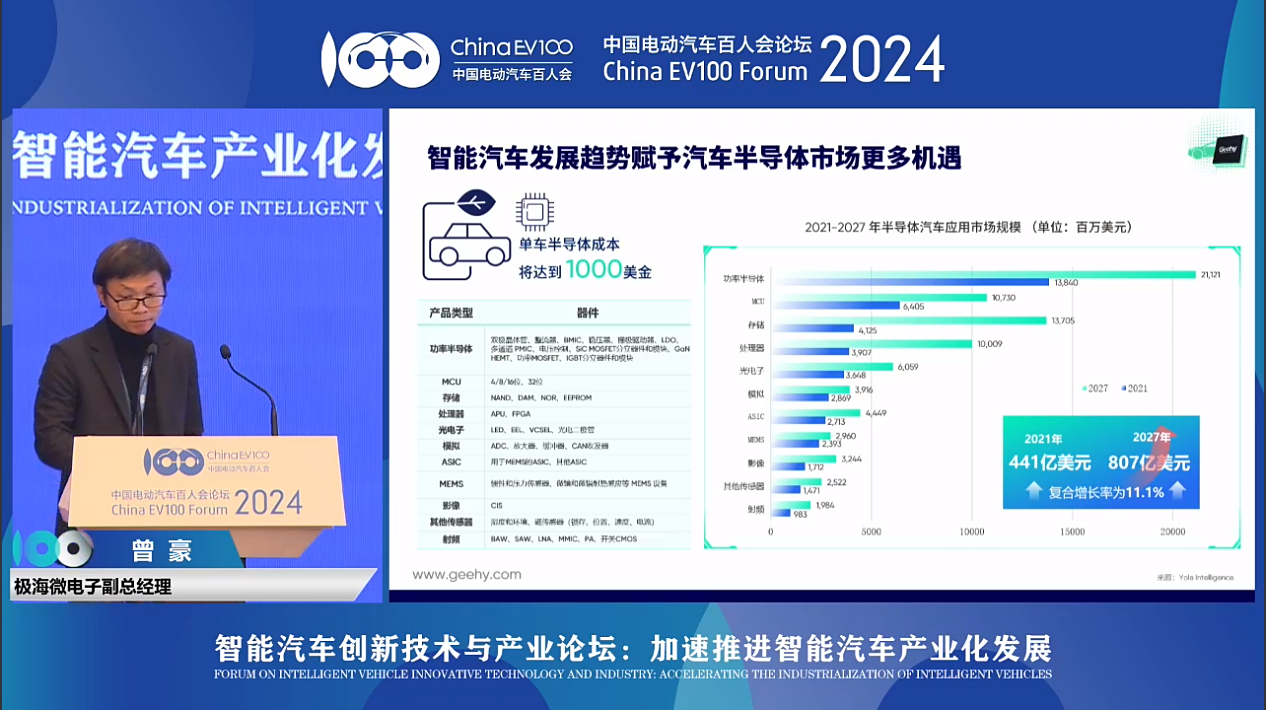 China EV100
中国电动汽车百人会
中国电动汽车百人会论坛
China EV100 Forum
2024
智能汽车产业化发
NDUSTRIALIZATION OF INTELLIGENT V
China EV100
中国电动汽车百人会
中国电动汽车百人会论坛
China EV100 Forum
2024
曾 豪
极海微电子副总经理
智能汽车发展趋势赋予汽车半导体市场更多机遇
Geehy
单车半导体成本
将达到 1000美金
产品类型 器件
功率半导体
双极晶体管、整流器、BMIC、稳压器、栅极驱动器、LDO、
多通道 PMIC、电压控制、SiC MOSFET分立器件和模块、GaN
HEMT、功率MOSFET、IGBT分立器件和模块
MCU 4/8/16位、32位
存储 NAND、DAM、NOR、EEPROM
处理器 APU、FPGA
光电子 LED、EEL、VCSEL、光电二极管
模拟 ADC、放大器、缓冲器、CAN收发器
ASIC 用于MEMS的ASIC、其他ASIC
MEMS 惯性和压力传感器、微镜和微辐射热感应等 MEMS 设备
影像 CIS
其他传感器 湿度和环境、磁传感器（锁存、位置、速度、电流）
射频 BAW、SAW、LNA、MMIC、PA、开关CMOS
www.geehy.com
2021-2027 年半导体汽车应用市场规模 （单位：百万美元）
功率半导体 21,121
13,840
MCU 10,730
6,405
存储 13,705
4,125
处理器 10,009
3,907
光电子 6,059
3,648
模拟 3,916
2,869
ASIC 4,449
2,713
MEMS 2,960
2,393
影像 3,244
1,712
其他传感器 2,522
1,471
射频 1,984
983
0 5000 10000 15000 20000
2027 2021
2021年 2027年
441亿美元 807亿美元
复合增长率为11.1%
来源：Yole Intelligence
智能汽车创新技术与产业论坛：加速推进智能汽车产业化发展
FORUM ON INTELLIGENT VEHICLE INNOVATIVE TECHNOLOGY AND INDUSTRY: ACCELERATING THE INDUSTRIALIZATION OF INTELLIGENT VEHICLES